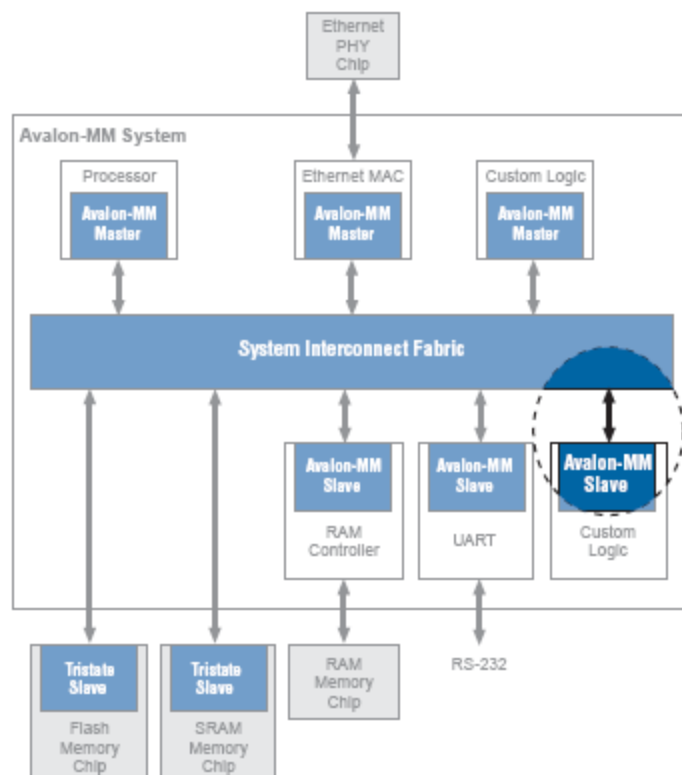 Ethernet
PHY
Chip
Avalon-MM System
Processor
Avalon-MM
Master
Ethernet MAC
Avalon-MM
Master
Custom Logic
Avalon-MM
Master
System Interconnect Fabric
Avalon-MM
Slave
RAM
Controller
Avalon-MM
Slave
UART
Avalon-MM
Slave
Custom
Logic
Tristate
Slave
Flash
Memory
Chip
Tristate
Slave
SRAM
Memory
Chip
RAM
Memory
Chip
RS-232